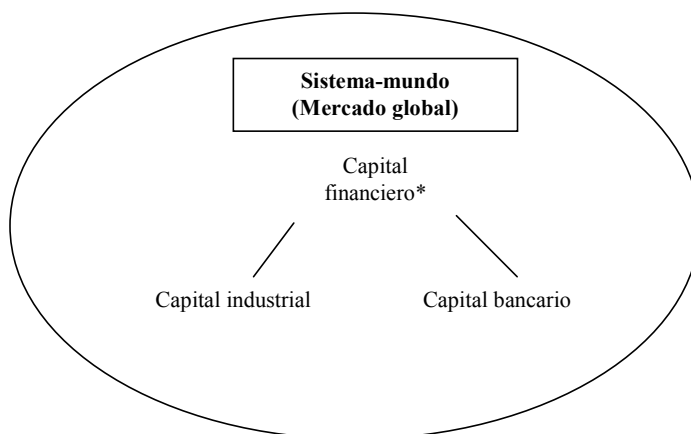 Sistema-mundo
(Mercado global)
Capital
financiero*
Capital industrial
Capital bancario